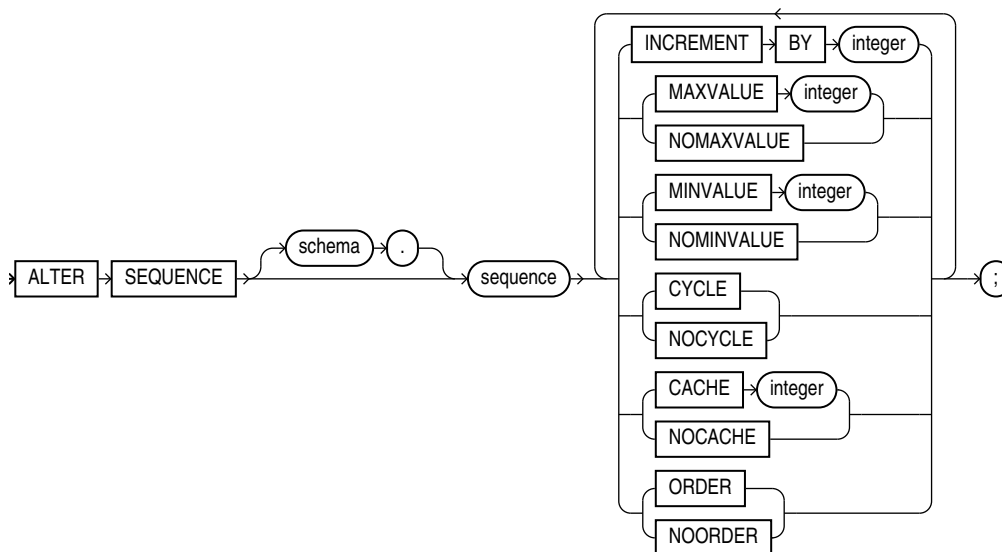 INCREMENT BY integer
MAXVALUE integer
NOMAXVALUE
MINVALUE integer
NOMINVALUE
schema .
ALTER SEQUENCE sequence ;
CYCLE
NOCYCLE
CACHE integer
NOCACHE
ORDER
NOORDER